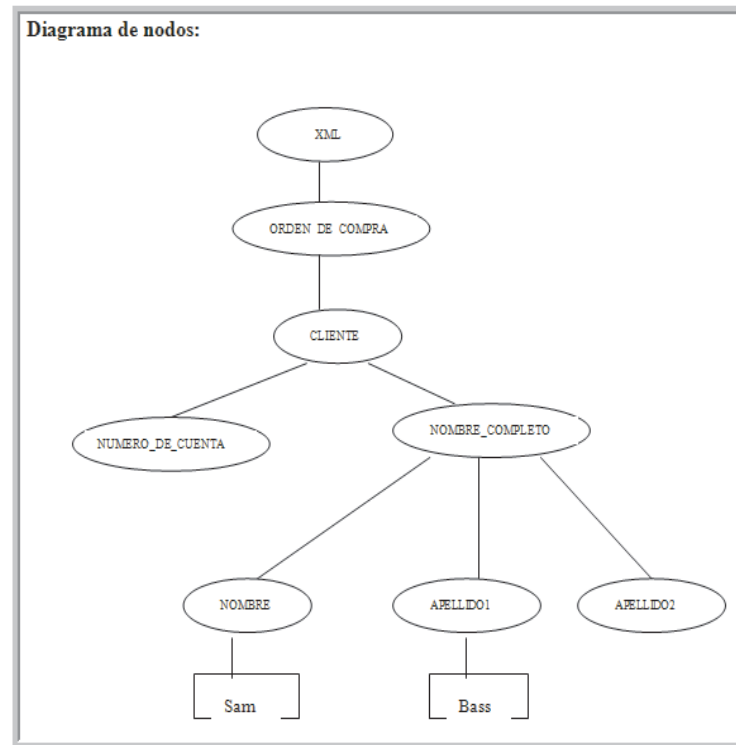 Diagrama de nodos:
XML
ORDEN DE COMPRA
CLIENTE
NUMERO_DE_CUENTA
NOMBRE_COMPLETO
NOMBRE
APELLIDO1
APELLIDO2
Sam
Bass